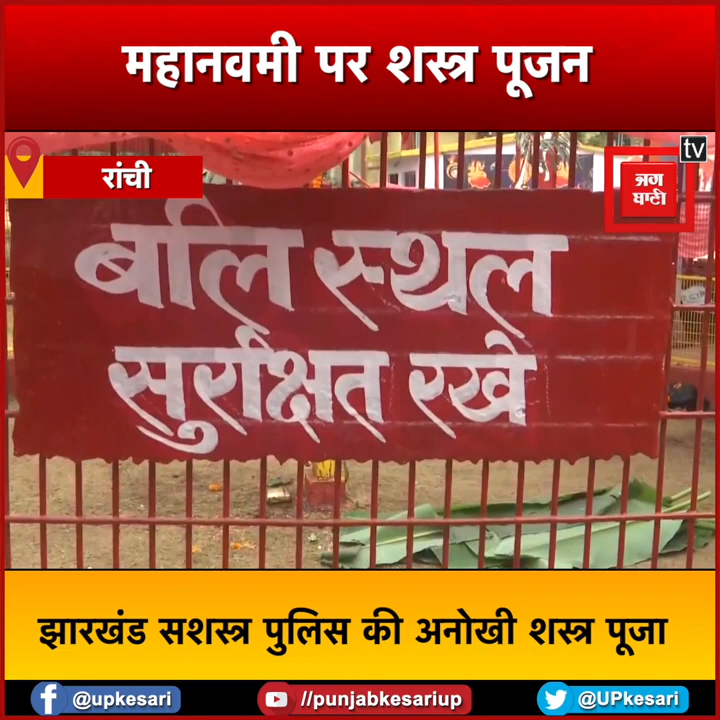 महानवमी पर शस्त्र पूजन
tv
रांची
जग
बाणी
बलि स्थल
सुरक्षित रखे
झारखंड सशस्त्र पुलिस की अनोखी शस्त्र पूजा
@upkesari
//punjabkesariup
@UPkesari